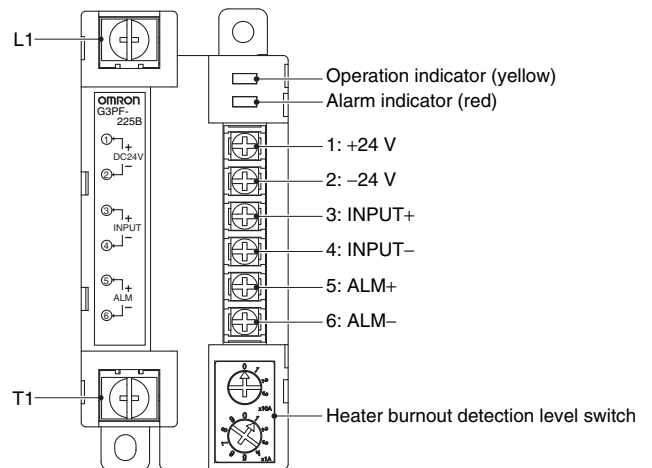 L1
Operation indicator (yellow)
Alarm indicator (red)
OMRON
G3PF-
225B
1 +
DC24V
2 −
3 +
INPUT
4 −
5 +
ALM
6 −
1: +24 V
2: −24 V
3: INPUT+
4: INPUT−
5: ALM+
6: ALM−
T1
0
x10A
0
x1A
Heater burnout detection level switch